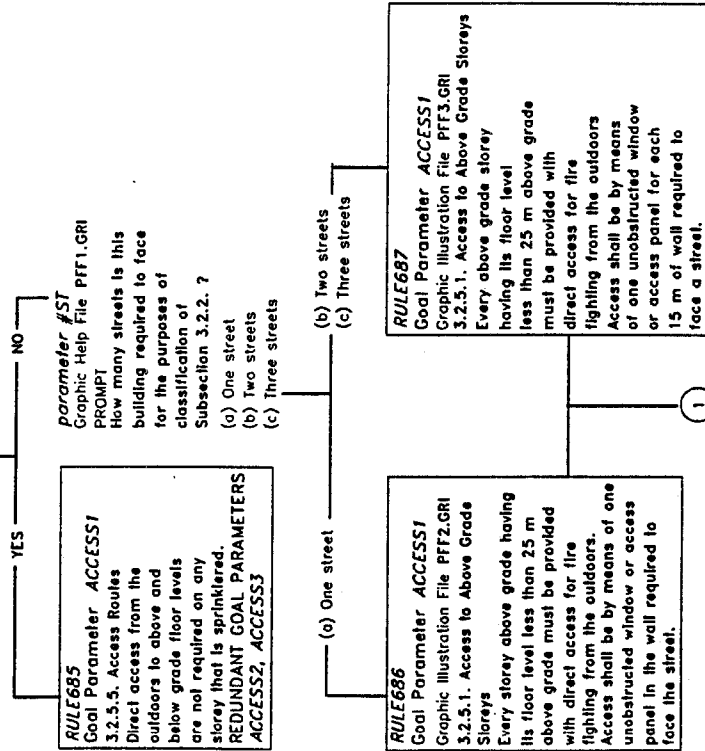 YES
NO
RULE685
Goal Parameter ACCESS1
3.2.5.5. Access Routes
Direct access from the
outdoors to above and
below grade floor levels
are not required on any
storey that is sprinklered.
REDUNDANT GOAL PARAMETERS
ACCESS2, ACCESS3
parameter #ST
Graphic Help File PFF1.GRI
PROMPT
How many streets is this
building required to face
for the purposes of
classification of
Subsection 3.2.2. ?
(a) One street
(b) Two streets
(c) Three streets
(a) One street
(b) Two streets
(c) Three streets
RULE686
Goal Parameter ACCESS1
Graphic Illustration File PFF2.GRI
3.2.5.1. Access to Above Grade
Storeys
Every storey above grade having
its floor level less than 25 m
above grade must be provided
with direct access for fire
fighting from the outdoors.
Access shall be by means of one
unobstructed window or access
panel in the wall required to
face the street.
RULE687
Goal Parameter ACCESS1
Graphic Illustration File PFF3.GRI
3.2.5.1. Access to Above Grade Storeys
Every above grade storey
having its floor level
less than 25 m above grade
must be provided with
direct access for fire
fighting from the outdoors
Access shall be by means
of one unobstructed window
or access panel for each
15 m of wall required to
face a street.
1